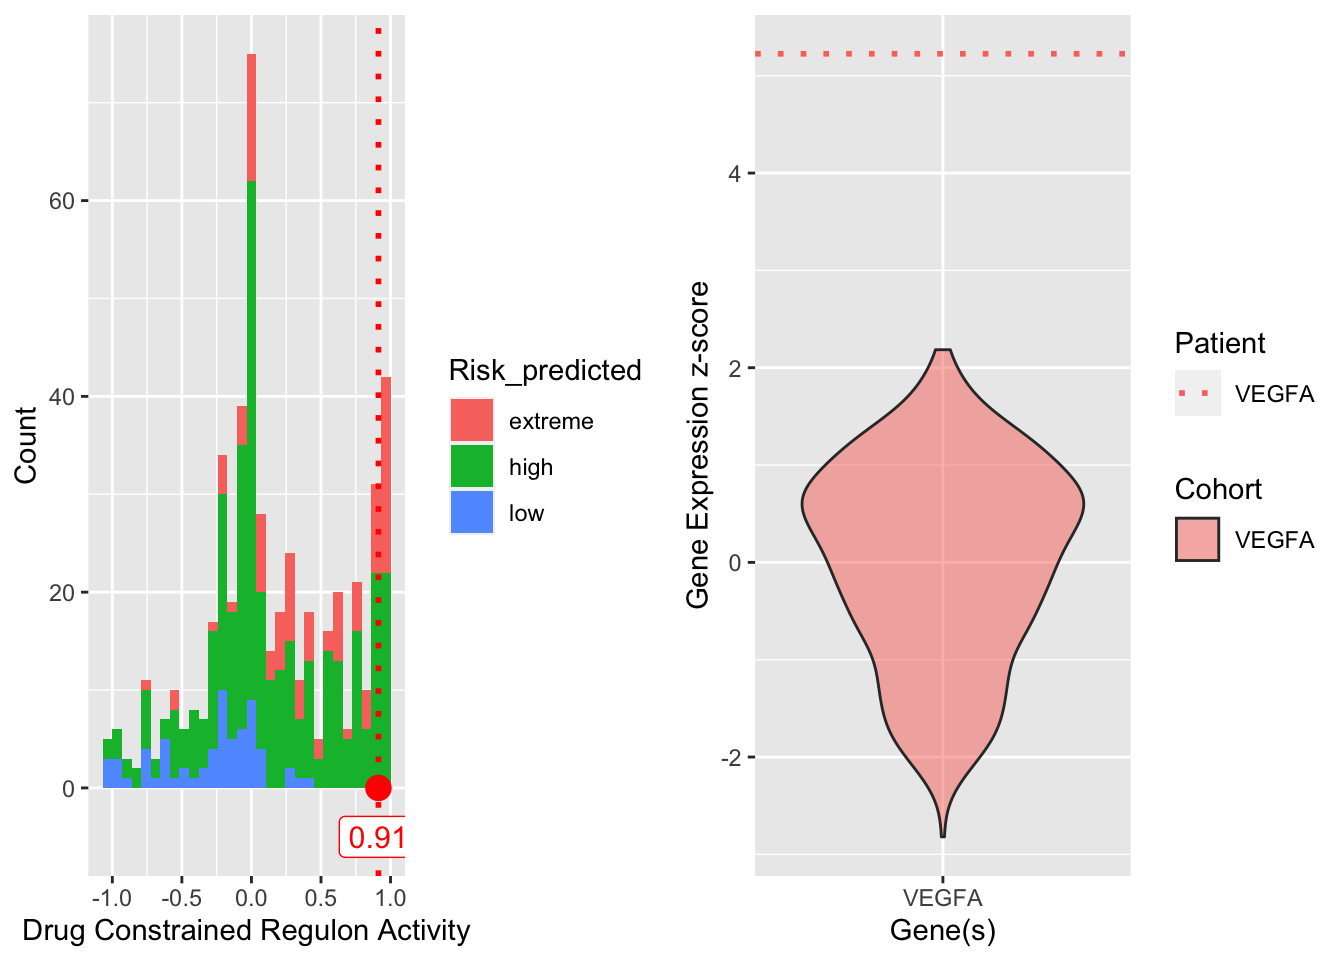 Count
60
40
20
0
0.91
-1.0 -0.5 0.0 0.5 1.0
Drug Constrained Regulon Activity
Risk_predicted
extreme
high
low
Gene Expression z-score
4
2
0
-2
VEGFA
Gene(s)
Patient
VEGFA
Cohort
VEGFA